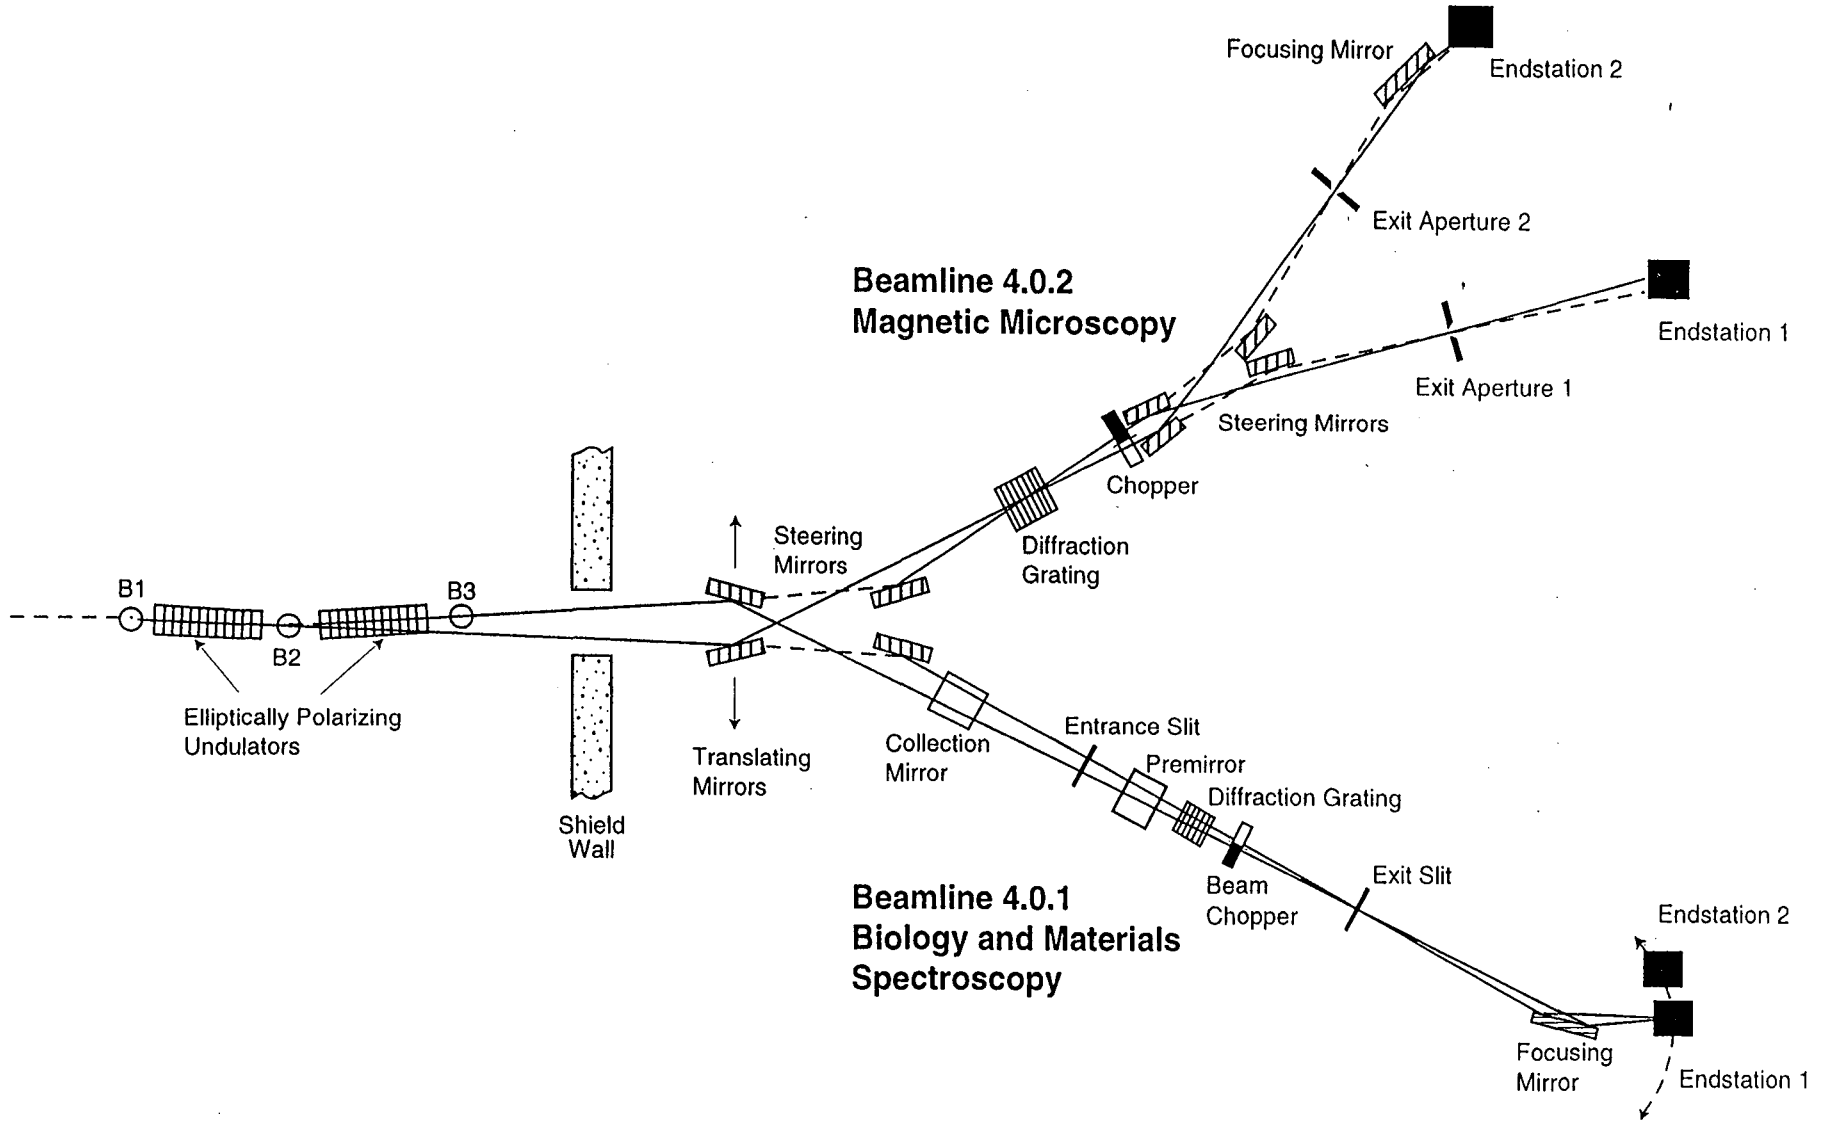 Focusing Mirror
Endstation 2
Exit Aperture 2
Beamline 4.0.2
Magnetic Microscopy
Endstation 1
Exit Aperture 1
Steering Mirrors
Chopper
Steering
Mirrors
Diffraction
Grating
B1
B3
B2
Elliptically Polarizing
Undulators
Translating
Mirrors
Collection
Mirror
Entrance Slit
Premirror
Diffraction Grating
Shield
Wall
Beam
Chopper
Exit Slit
Beamline 4.0.1
Biology and Materials
Spectroscopy
Endstation 2
Focusing
Mirror
Endstation 1